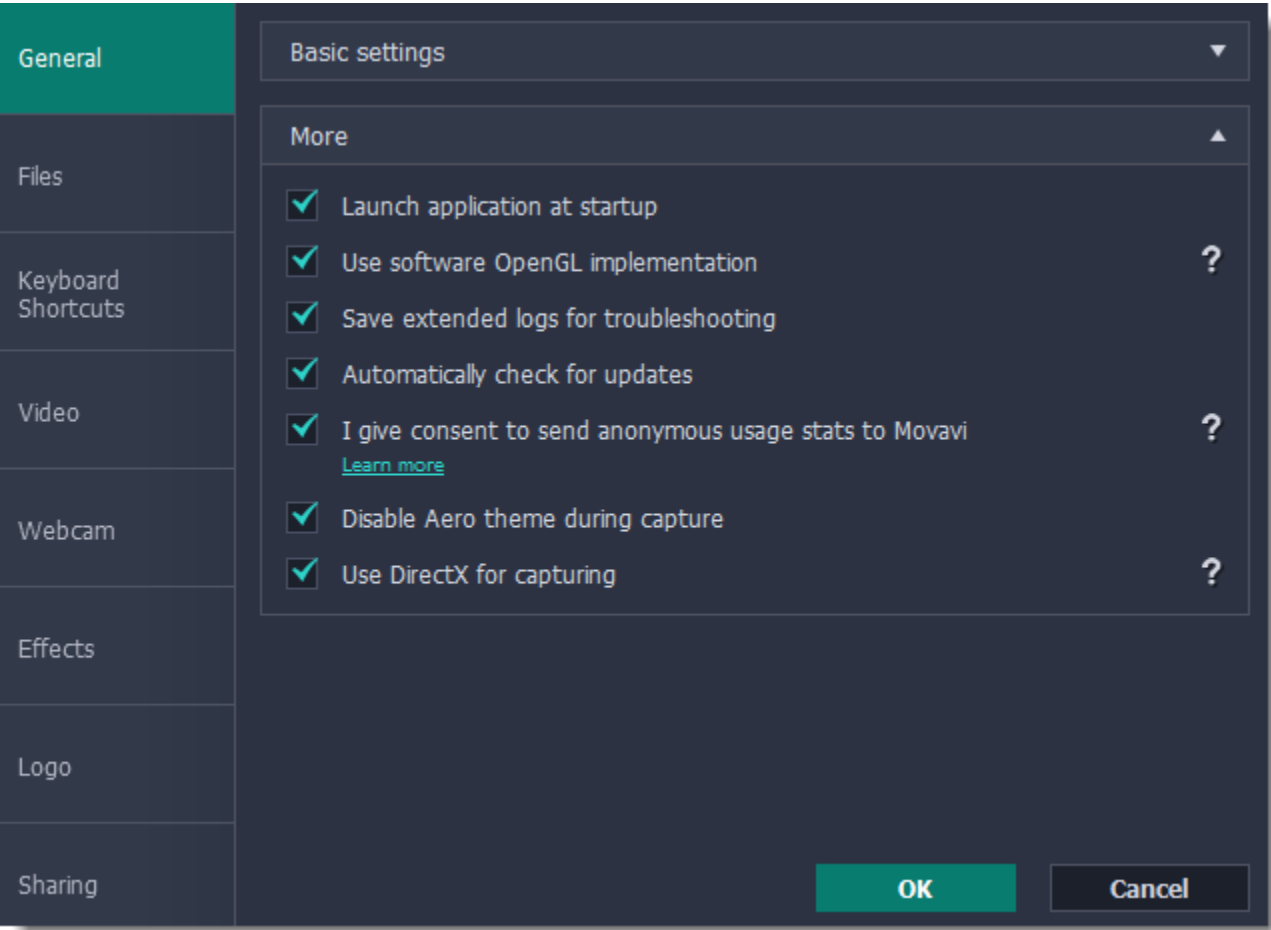 General
Files
Keyboard
Shortcuts
Video
Webcam
Effects
Logo
Sharing
Basic settings
More
Launch application at startup
Use software OpenGL implementation
?
Save extended logs for troubleshooting
Automatically check for updates
I give consent to send anonymous usage stats to Movavi
?
Learn more
Disable Aero theme during capture
Use DirectX for capturing
?
OK
Cancel